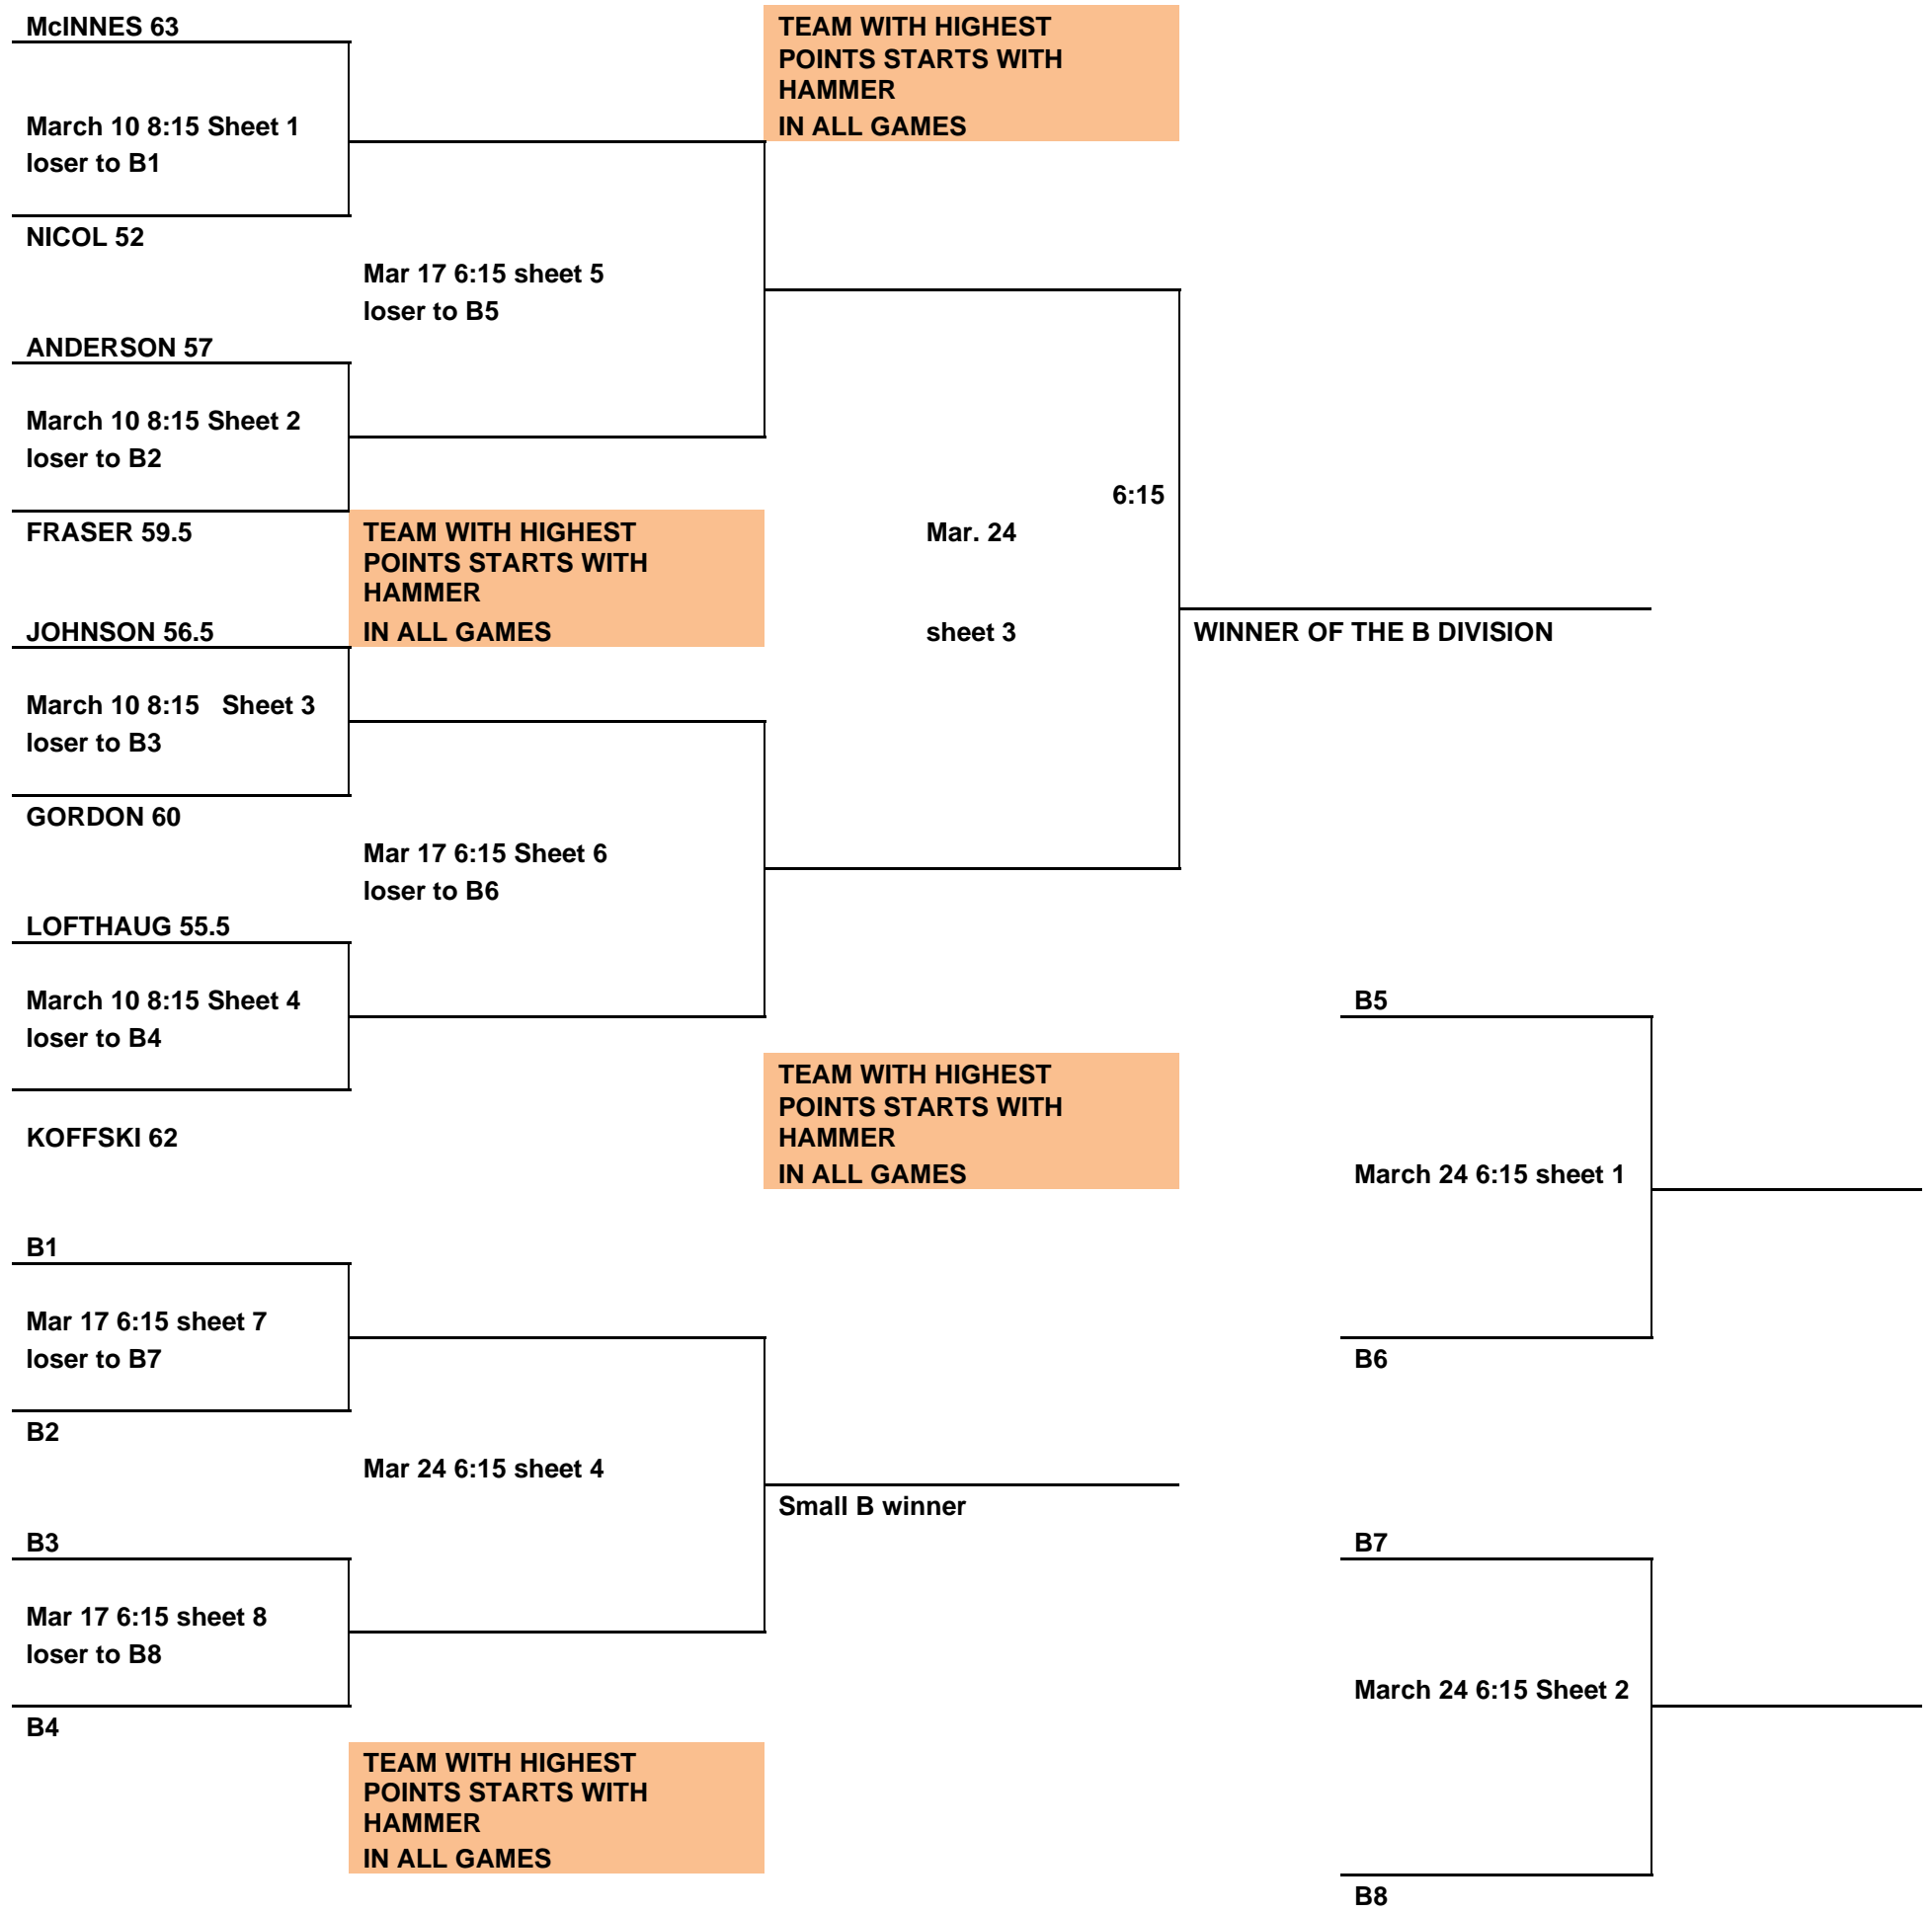 McINNES 63
TEAM WITH HIGHEST
POINTS STARTS WITH
HAMMER
IN ALL GAMES
March 10 8:15 Sheet 1
loser to B1
NICOL 52
Mar 17 6:15 sheet 5
loser to B5
ANDERSON 57
March 10 8:15 Sheet 2
loser to B2
6:15
FRASER 59.5
TEAM WITH HIGHEST
POINTS STARTS WITH
HAMMER
IN ALL GAMES
Mar. 24
JOHNSON 56.5
sheet 3
WINNER OF THE B DIVISION
March 10 8:15 Sheet 3
loser to B3
GORDON 60
Mar 17 6:15 Sheet 6
loser to B6
LOFTHAUG 55.5
March 10 8:15 Sheet 4
loser to B4
B5
TEAM WITH HIGHEST
POINTS STARTS WITH
HAMMER
IN ALL GAMES
KOFFSKI 62
March 24 6:15 sheet 1
B1
Mar 17 6:15 sheet 7
loser to B7
B6
B2
Mar 24 6:15 sheet 4
Small B winner
B3
B7
Mar 17 6:15 sheet 8
loser to B8
March 24 6:15 Sheet 2
B4
TEAM WITH HIGHEST
POINTS STARTS WITH
HAMMER
IN ALL GAMES
B8